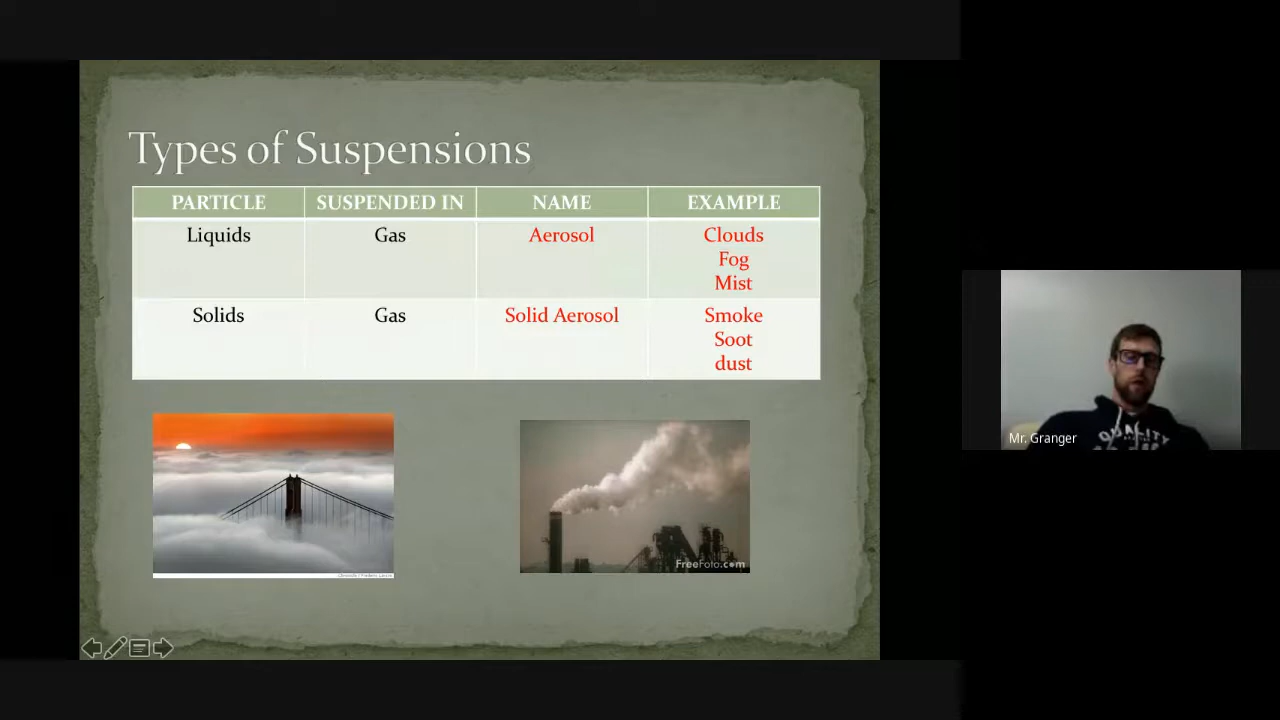 Types of Suspensions
PARTICLE SUSPENDED IN NAME EXAMPLE
Liquids Gas Aerosol Clouds
Fog
Mist
Solids Gas Solid Aerosol Smoke
Soot
dust
FreeFoto.com
Mr. Granger
QUALITY